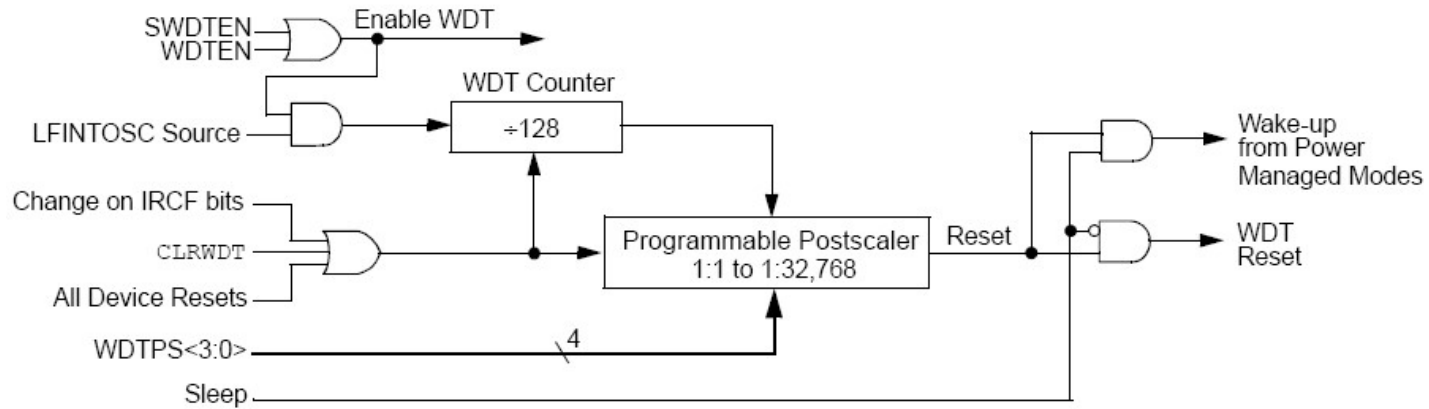 SWDTEN
WDTEN
Enable WDT
WDT Counter
÷128
LFINTOSC Source
Wake-up
from Power
Managed Modes
Change on IRCF bits
CLRWDT
All Device Resets
Programmable Postscaler
1:1 to 1:32,768
Reset
WDT
Reset
WDTPS<3:0>
4
Sleep